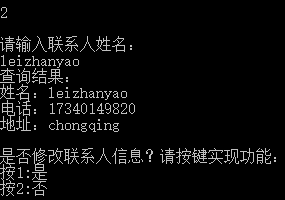 2
请输入联系人姓名：
leizhanyao
查询结果：
姓名：leizhanyao
电话：17340149820
地址：chongqing
是否修改联系人信息？请按键实现功能：
按1:是
按2:否